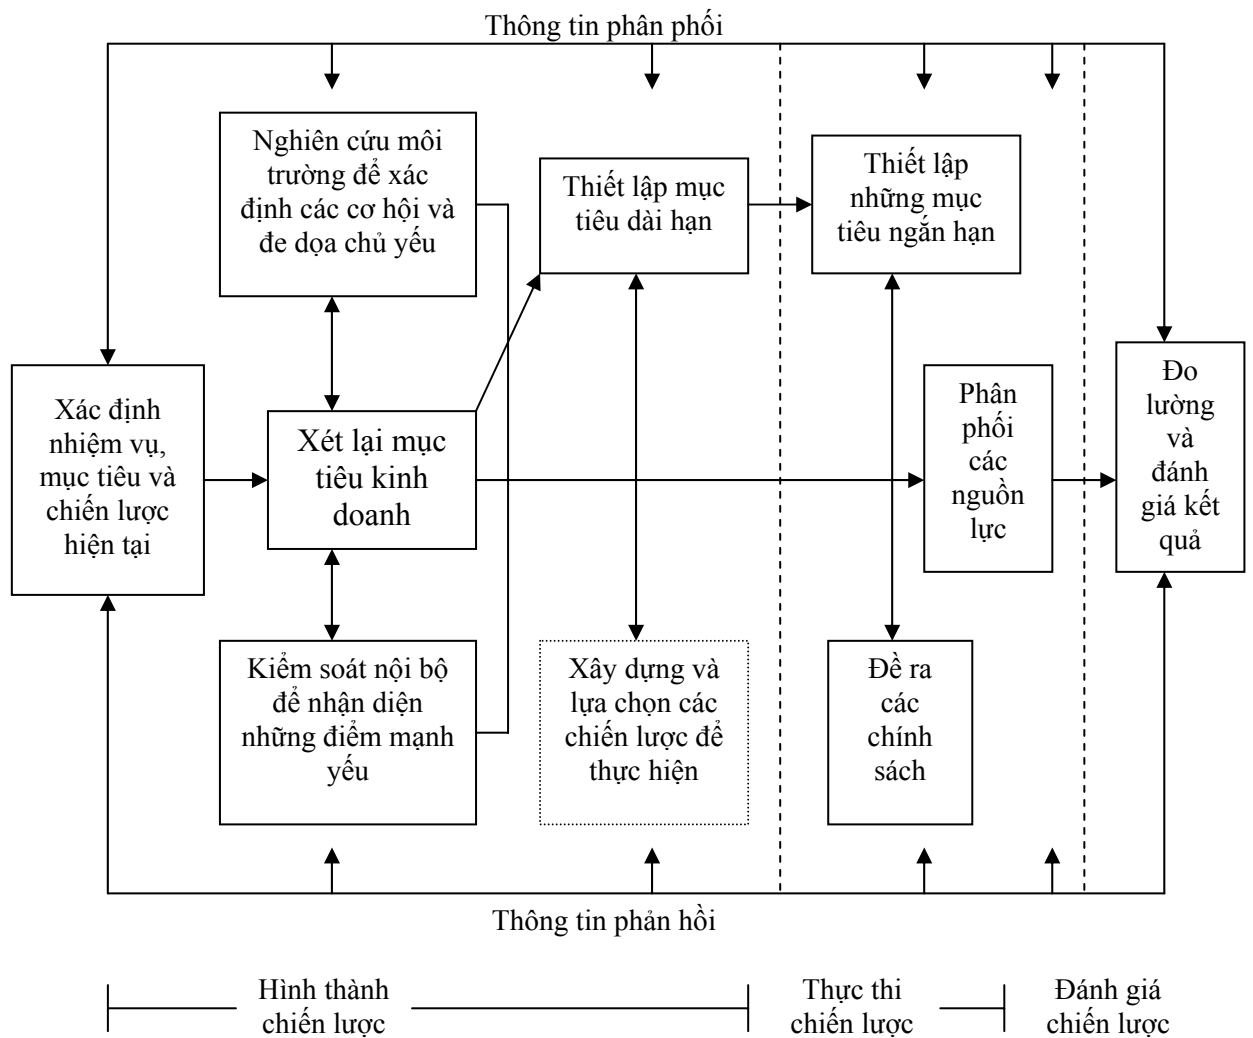 Thông tin phân phối
Nghiên cứu môi
trường để xác
định các cơ hội và
đe dọa chủ yếu
Thiết lập mục
tiêu dài hạn
Thiết lập
những mục
tiêu ngắn hạn
Xác định
nhiệm vụ,
mục tiêu và
chiến lược
hiện tại
Xét lại mục
tiêu kinh
doanh
Phân
phối
các
nguồn
lực
Đo
lường
và
đánh
giá kết
quả
Kiểm soát nội bộ
để nhận diện
những điểm mạnh
yếu
Xây dựng và
lựa chọn các
chiến lược để
thực hiện
Đề ra
các
chính
sách
Thông tin phản hồi
Hình thành
chiến lược
Thực thi
chiến lược
Đánh giá
chiến lược